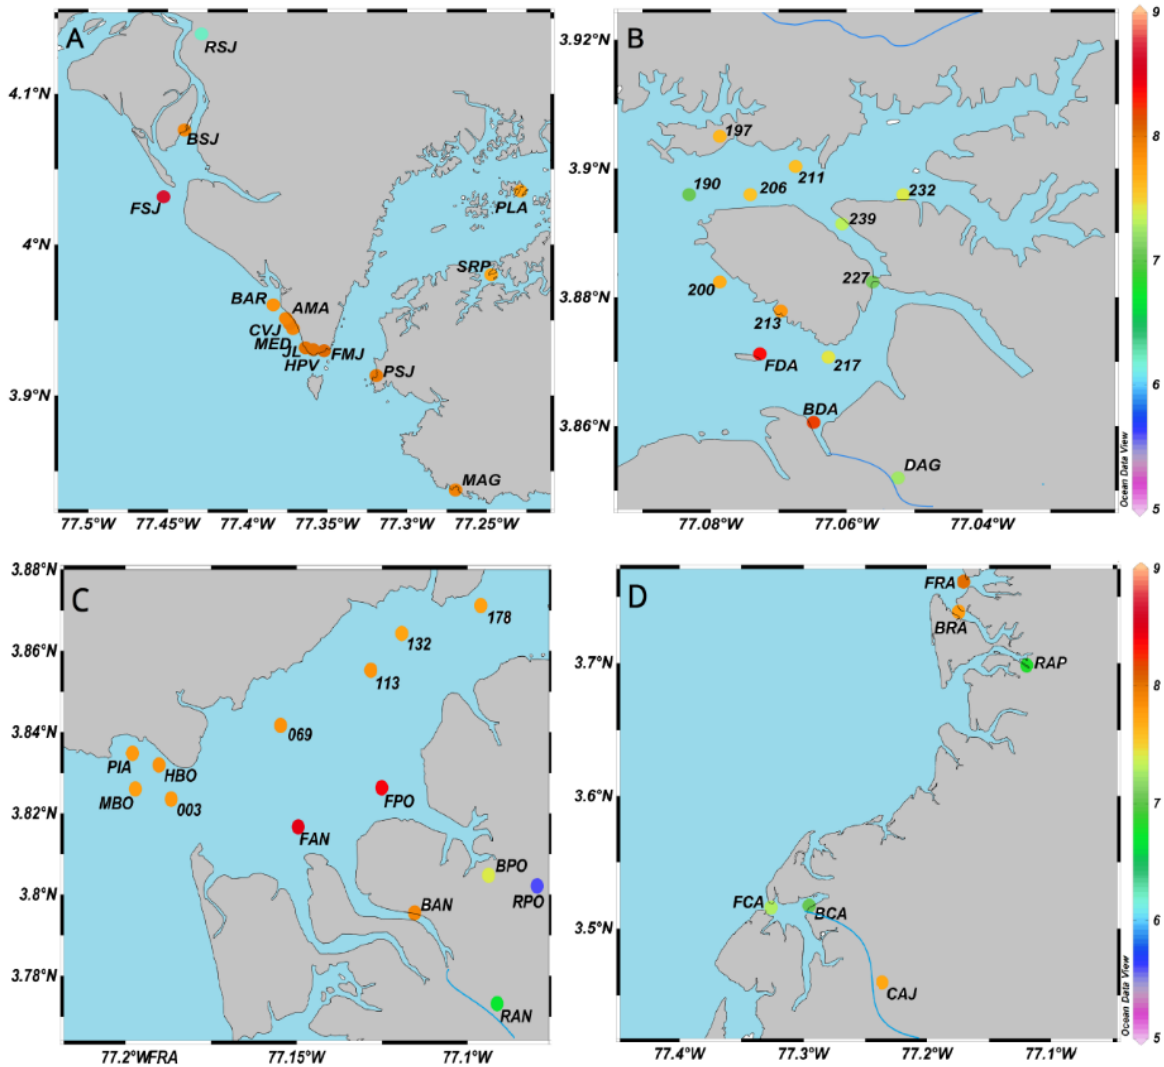 A
RSJ
4.1°N
BSJ
FSJ
PLA
4°N
SRP
BAR
AMA
CVJ
MED
JL
FMJ
HPV
PSJ
3.9°N
MAG
77.5°W
77.45°W
77.4°W
77.35°W
77.3°W
77.25°W
B
3.92°N
197
211
3.9°N
190
206
232
239
227
3.88°N
200
213
FDA
217
BDA
3.86°N
DAG
77.08°W
77.06°W
77.04°W
9
8
7
6
5
Ocean Data View
3.88°N
C
178
132
3.86°N
113
3.84°N
069
PIA
HBO
MBO
003
FPO
3.82°N
FAN
BPO
RPO
3.8°N
BAN
3.78°N
RAN
77.2°W
FRA
77.15°W
77.1°W
D
FRA
BRA
3.7°N
RAP
3.6°N
FCA
BCA
3.5°N
CAJ
77.4°W
77.3°W
77.2°W
77.1°W
9
8
7
6
5
Ocean Data View